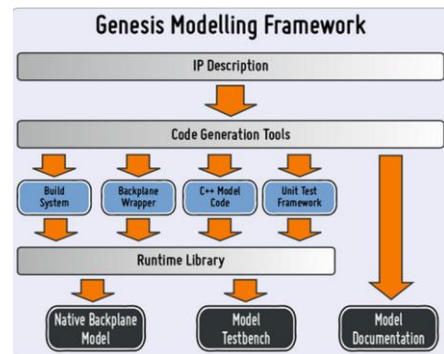 Genesis Modelling Framework
IP Description
Code Generation Tools
Build
System
Backplane
Wrapper
C++ Model
Code
Unit Test
Framework
Runtime Library
Native Backplane
Model
Model
Testbench
Model
Documentation